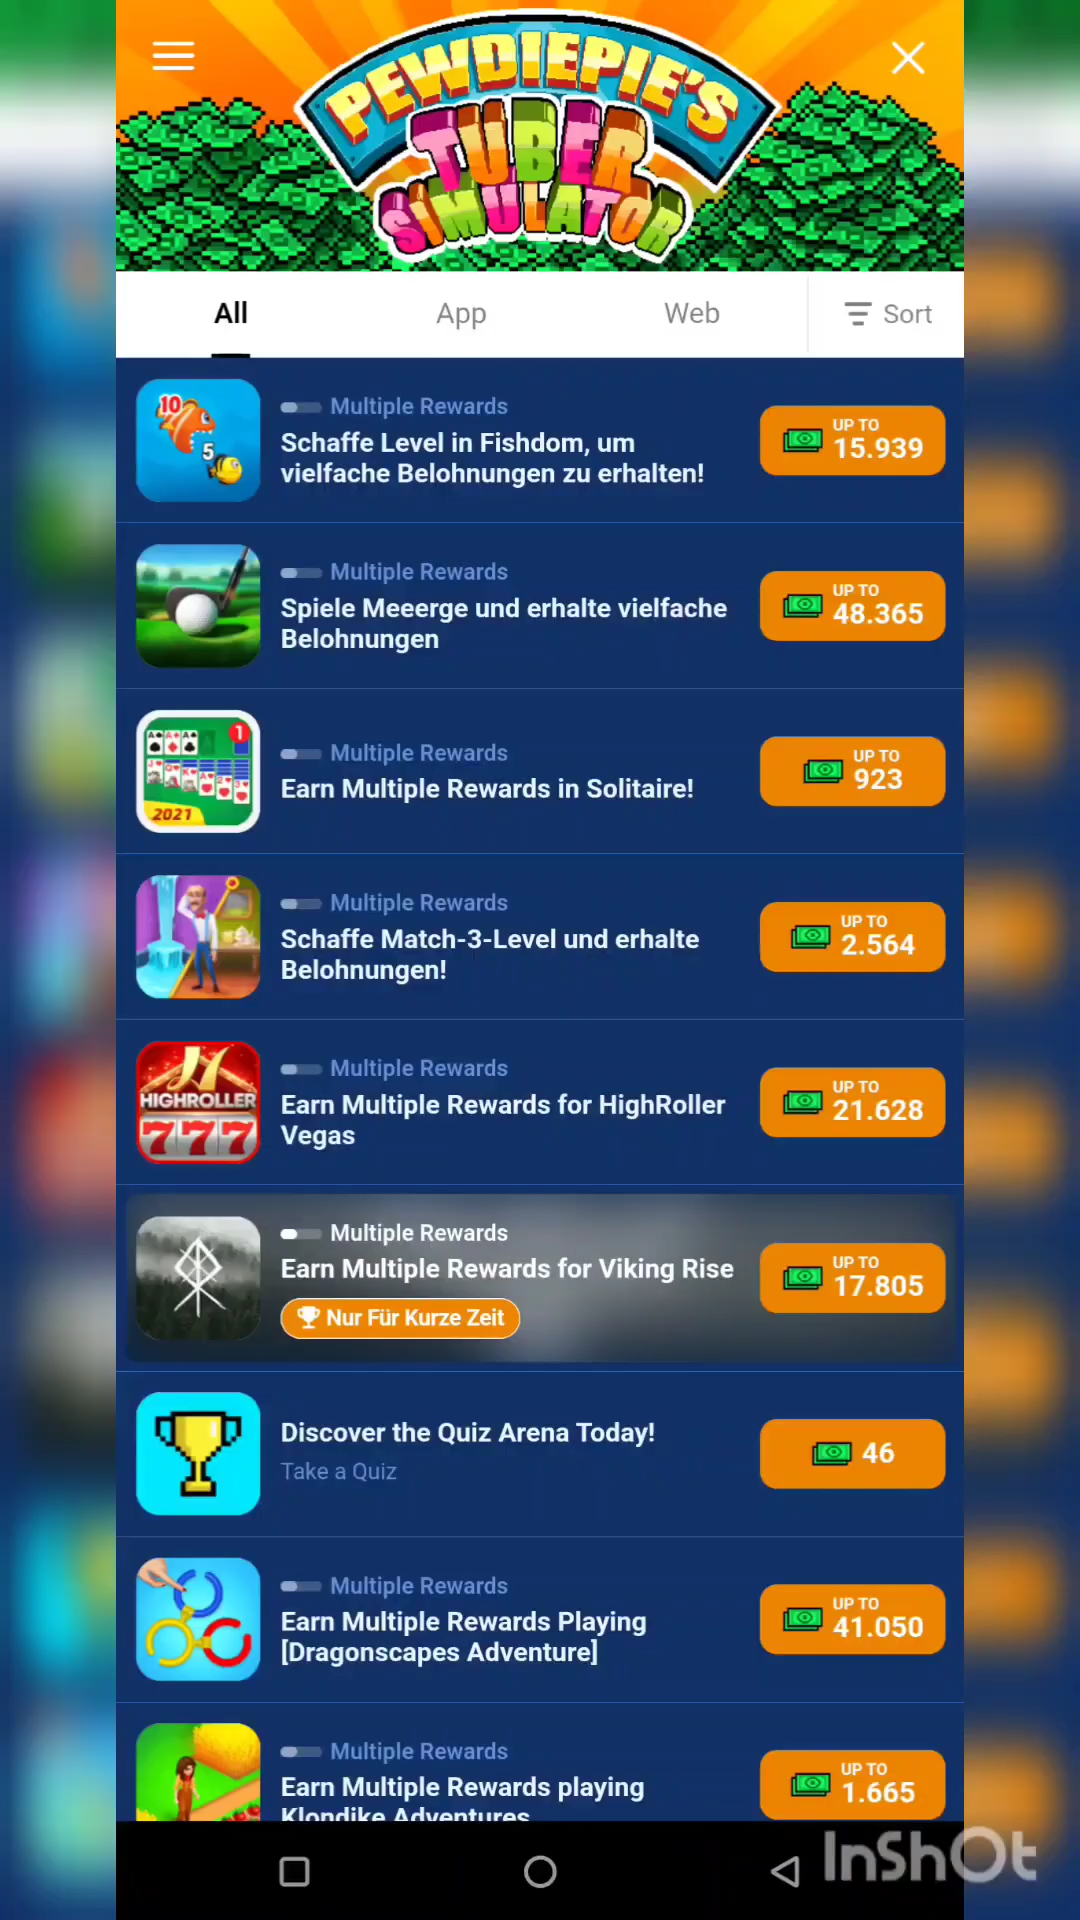 PEWDIEPIE'S
TUBER
SIMULATOR
All
App
Web
Sort
10
5
Multiple Rewards
Schaffe Level in Fishdom, um
vielfache Belohnungen zu erhalten!
UP TO
15.939
Multiple Rewards
Spiele Meeerge und erhalte vielfache
Belohnungen
UP TO
48.365
1
2021
Multiple Rewards
Earn Multiple Rewards in Solitaire!
UP TO
923
Multiple Rewards
Schaffe Match-3-Level und erhalte
Belohnungen!
UP TO
2.564
H
HIGHROLLER
777
Multiple Rewards
Earn Multiple Rewards for HighRoller
Vegas
UP TO
21.628
Multiple Rewards
Earn Multiple Rewards for Viking Rise
Nur Für Kurze Zeit
UP TO
17.805
Discover the Quiz Arena Today!
Take a Quiz
46
Multiple Rewards
Earn Multiple Rewards Playing
[Dragonscapes Adventure]
UP TO
41.050
Multiple Rewards
Earn Multiple Rewards playing
Klondike Adventures
UP TO
1.665
InShOt